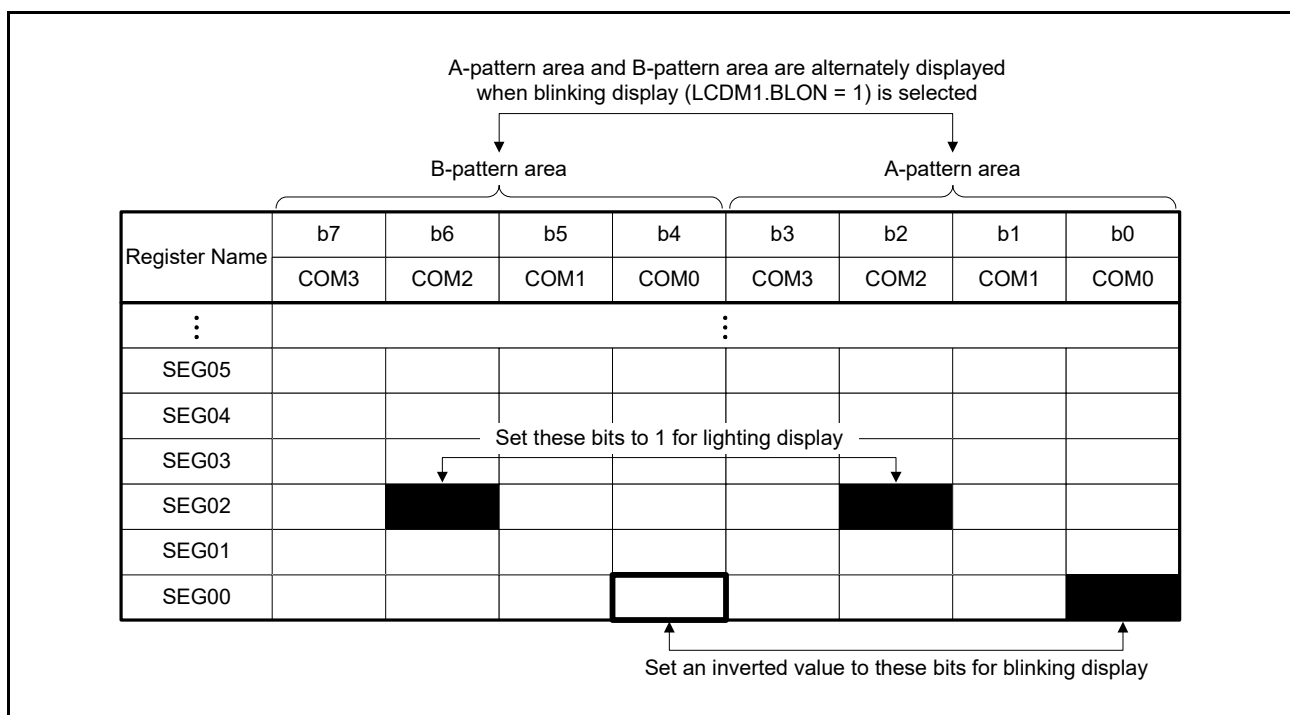 A-pattern area and B-pattern area are alternately displayed
when blinking display (LCDM1.BLON = 1) is selected
B-pattern area A-pattern area
Register Name b7 b6 b5 b4 b3 b2 b1 b0
COM3 COM2 COM1 COM0 COM3 COM2 COM1 COM0
SEG05
SEG04
Set these bits to 1 for lighting display
SEG03
SEG02
SEG01
SEG00
Set an inverted value to these bits for blinking display